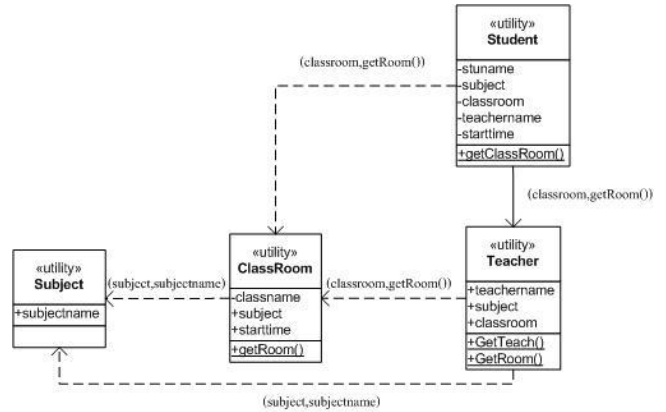 «utility»
Student
-stuname
-subject
-classroom
-teachername
-starttime
+getClassRoom()
(classroom,getRoom())
(classroom,getRoom())
«utility»
Teacher
+teachername
+subject
+classroom
+GetTeach()
+GetRoom()
(classroom,getRoom())
«utility»
ClassRoom
-classname
+subject
+starttime
+getRoom()
(subject,subjectname)
«utility»
Subject
+subjectname
(subject,subjectname)